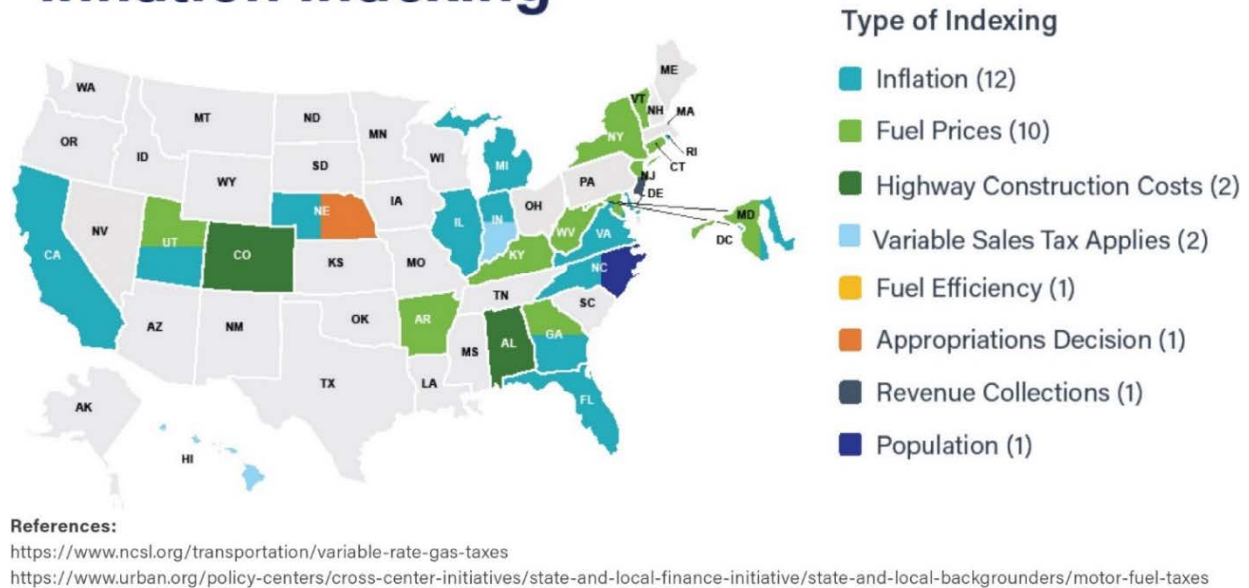 Inflation Indexing
Type of Indexing
Inflation (12)
Fuel Prices (10)
Highway Construction Costs (2)
Variable Sales Tax Applies (2)
Fuel Efficiency (1)
Appropriations Decision (1)
Revenue Collections (1)
Population (1)
WA
MT
ND
MN
ME
VT
NH
MA
OR
ID
SD
WI
MI
NY
RI
CT
WY
IA
PA
NJ
DE
NV
UT
NE
IL
IN
OH
WV
VA
MD
DC
CA
CO
KS
MO
KY
NC
AZ
NM
OK
AR
TN
SC
TX
LA
MS
AL
GA
FL
AK
HI
References:
https://www.ncsl.org/transportation/variable-rate-gas-taxes
https://www.urban.org/policy-centers/cross-center-initiatives/state-and-local-finance-initiative/state-and-local-backgrounders/motor-fuel-taxes